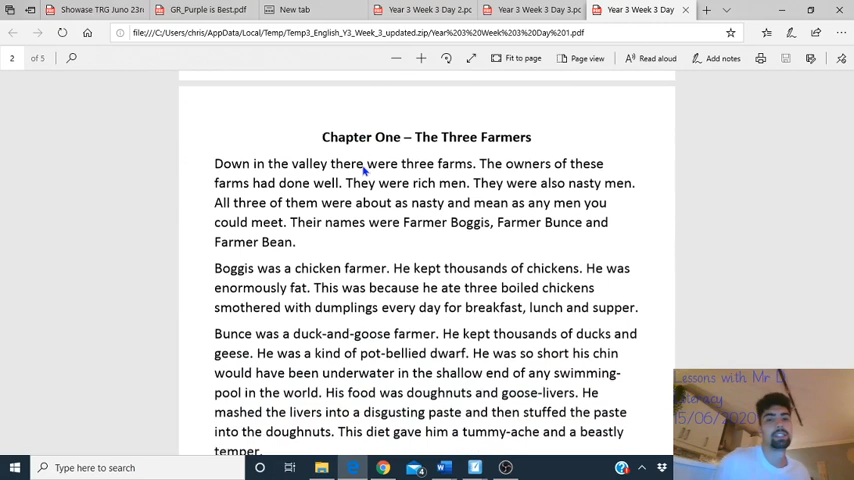 Showase TRG Juno 23r
GR_Purple is Best.pdf
New tab
Year 3 Week 3 Day 2.pc
Year 3 Week 3 Day 3.pc
Year 3 Week 3 Day
file:///C:/Users/chris/AppData/Local/Temp/Temp3_English_Y3_Week_3_updated.zip/Year%203%20Week%203%20Day%201.pdf
2 of 5
Fit to page
Page view
Read aloud
Add notes
Chapter One – The Three Farmers
Down in the valley there were three farms. The owners of these
farms had done well. They were rich men. They were also nasty men.
All three of them were about as nasty and mean as any men you
could meet. Their names were Farmer Boggis, Farmer Bunce and
Farmer Bean.
Boggis was a chicken farmer. He kept thousands of chickens. He was
enormously fat. This was because he ate three boiled chickens
smothered with dumplings every day for breakfast, lunch and supper.
Bunce was a duck-and-goose farmer. He kept thousands of ducks and
geese. He was a kind of pot-bellied dwarf. He was so short his chin
would have been underwater in the shallow end of any swimming-
pool in the world. His food was doughnuts and goose-livers. He
mashed the livers into a disgusting paste and then stuffed the paste
into the doughnuts. This diet gave him a tummy-ache and a beastly
temper.
Lessons with Mr D
Literacy
15/06/2020
Type here to search
4